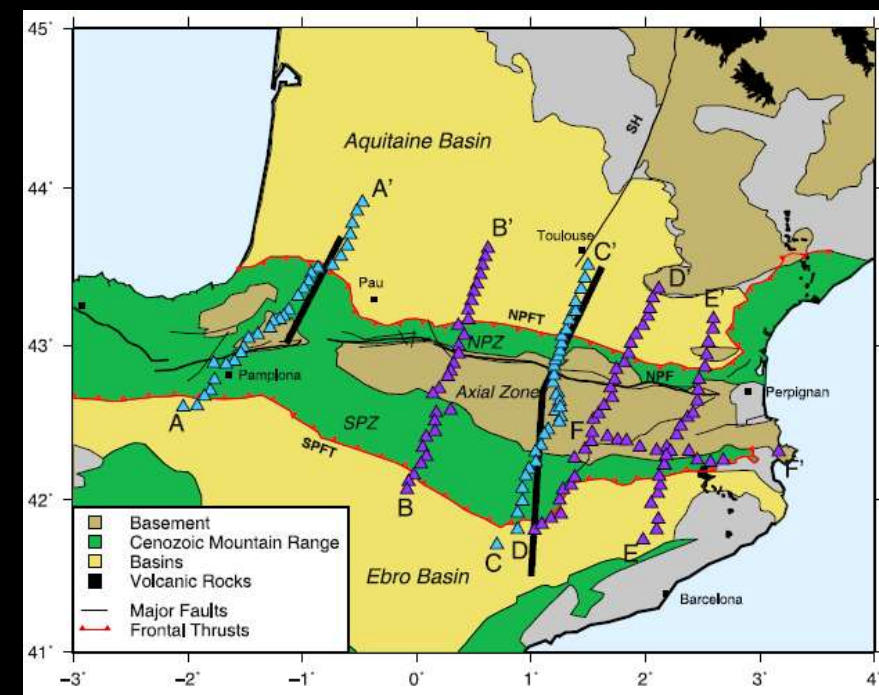 45°
44°
43°
42°
41°
−3°
−2°
−1°
0°
1°
2°
3°
4°
Aquitaine Basin
SH
A'
B'
Toulouse
C'
D'
E'
Pau
NPFT
NPZ
NPF
Pamplona
Axial Zone
Perpignan
A
SPZ
SPFT
F
F'
B
C
D
E
Ebro Basin
Barcelona
Basement
Cenozoic Mountain Range
Basins
Volcanic Rocks
Major Faults
Frontal Thrusts